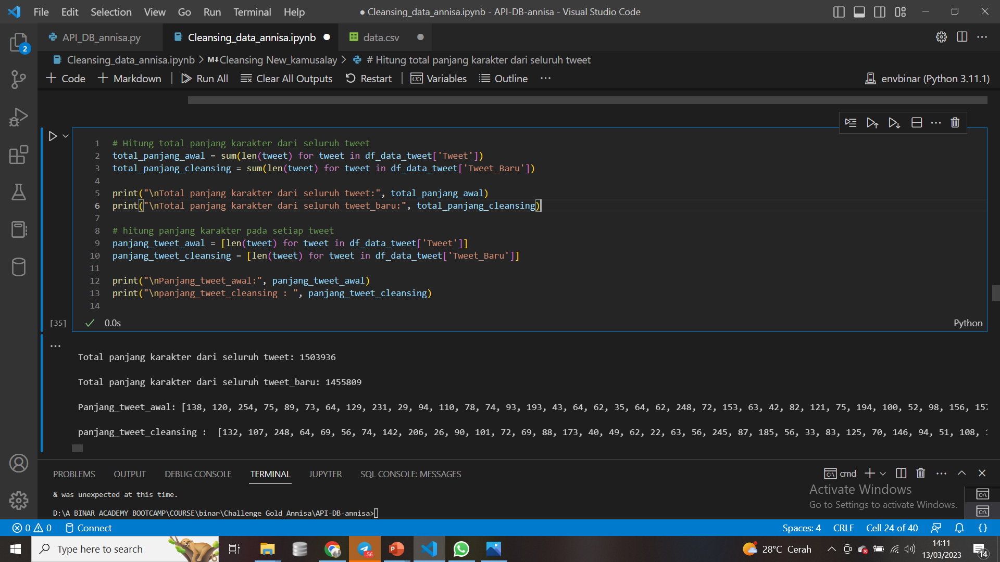 File Edit Selection View Go Run Terminal Help ● Cleansing_data_annisa.ipynb - API-DB-annisa - Visual Studio Code
2
API_DB_annisa.py Cleansing_data_annisa.ipynb data.csv
Cleansing_data_annisa.ipynb > M↓Cleansing New_kamusalay > # Hitung total panjang karakter dari seluruh tweet
+ Code + Markdown Run All Clear All Outputs Restart Variables Outline ... envbinar (Python 3.11.1)
1 # Hitung total panjang karakter dari seluruh tweet
2 total_panjang_awal = sum(len(tweet) for tweet in df_data_tweet['Tweet'])
3 total_panjang_cleansing = sum(len(tweet) for tweet in df_data_tweet['Tweet_Baru'])
4
5 print("\nTotal panjang karakter dari seluruh tweet:", total_panjang_awal)
6 print("\nTotal panjang karakter dari seluruh tweet_baru:", total_panjang_cleansing)
7
8 # hitung panjang karakter pada setiap tweet
9 panjang_tweet_awal = [len(tweet) for tweet in df_data_tweet['Tweet']]
10 panjang_tweet_cleansing = [len(tweet) for tweet in df_data_tweet['Tweet_Baru']]
11
12 print("\nPanjang_tweet_awal:", panjang_tweet_awal)
13 print("\npanjang_tweet_cleansing : ", panjang_tweet_cleansing)
14
[35] ✓ 0.0s Python
...
Total panjang karakter dari seluruh tweet: 1503936
Total panjang karakter dari seluruh tweet_baru: 1455809
Panjang_tweet_awal: [138, 120, 254, 75, 89, 73, 64, 129, 231, 29, 94, 110, 78, 74, 93, 193, 43, 64, 62, 35, 64, 62, 248, 72, 153, 63, 42, 82, 121, 75, 194, 100, 52, 98, 156, 157
panjang_tweet_cleansing :  [132, 107, 248, 64, 69, 56, 74, 142, 206, 26, 90, 101, 72, 69, 88, 173, 40, 49, 62, 22, 63, 56, 245, 87, 185, 56, 33, 83, 125, 70, 146, 94, 51, 108, 1
PROBLEMS OUTPUT DEBUG CONSOLE TERMINAL JUPYTER SQL CONSOLE: MESSAGES cmd
& was unexpected at this time.
D:\A BINAR ACADEMY BOOTCAMP\COURSE\binar\Challenge Gold_Annisa\API-DB-annisa>
Activate Windows
Go to Settings to activate Windows.
0 0 Connect Spaces: 4 CRLF Cell 24 of 40 {}
Type here to search ..56 28°C Cerah 14:11
13/03/2023 14